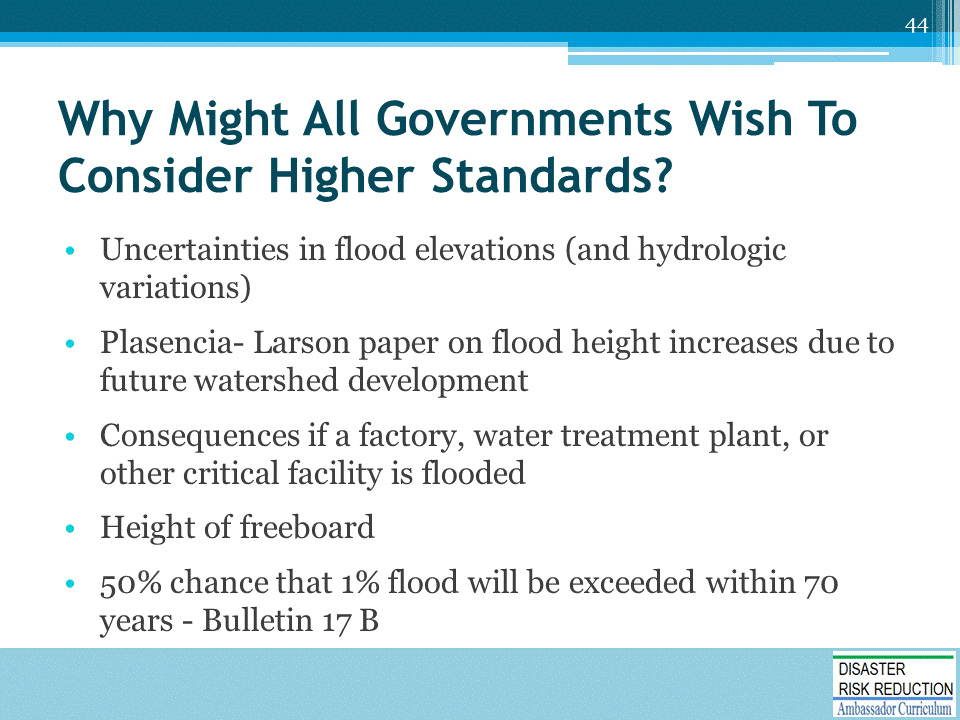 44
Why Might All Governments Wish To
Consider Higher Standards?
• Uncertainties in flood elevations (and hydrologic
variations)
• Plasencia- Larson paper on flood height increases due to
future watershed development
• Consequences if a factory, water treatment plant, or
other critical facility is flooded
• Height of freeboard
• 50% chance that 1% flood will be exceeded within 70
years - Bulletin 17 B
DISASTER
RISK REDUCTION
Ambassador Curriculum